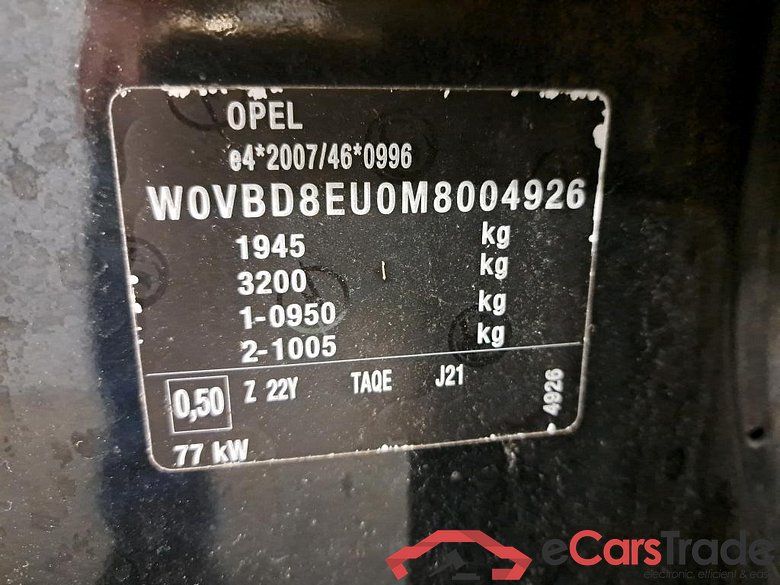 OPEL
e4*2007/46*0996
W0VBD8EU0M8004926
1945 kg
3200 kg
1-0950 kg
2-1005 kg
0,50 Z 22Y TAQE J21
4926
77 kW
eCarsTrade
electronic, efficient & easy